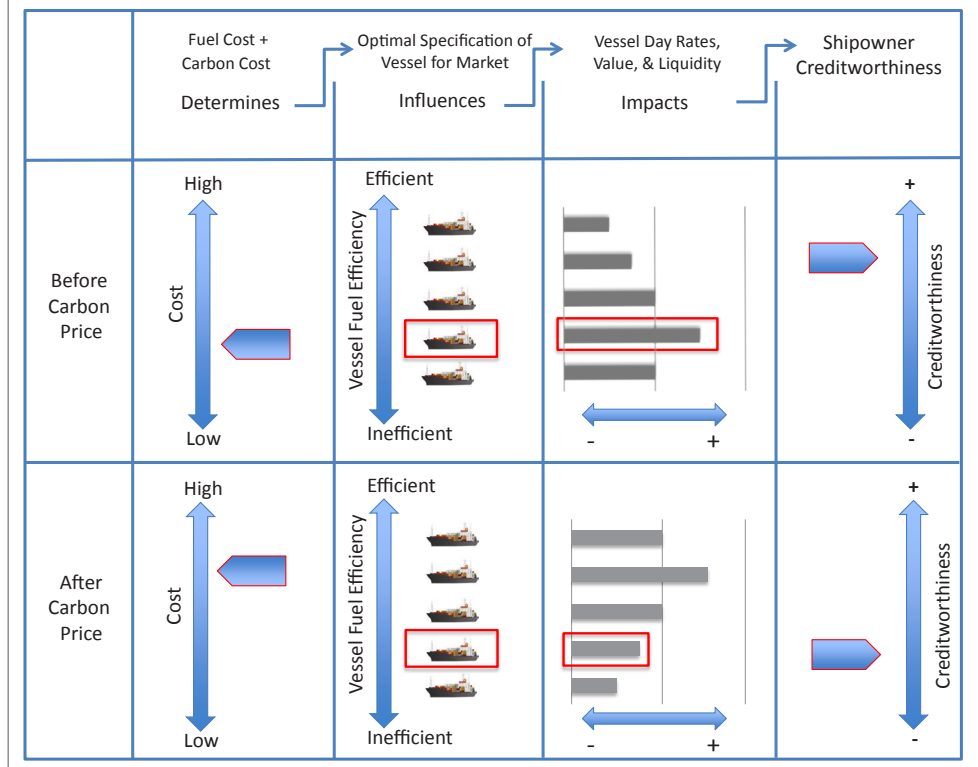 Fuel Cost +
Carbon Cost
Determines
Optimal Specification of
Vessel for Market
Influences
Vessel Day Rates,
Value, & Liquidity
Impacts
Shipowner
Creditworthiness
Before
Carbon
Price
High
Cost
Low
Efficient
Vessel Fuel Efficiency
Inefficient
- +
+
Creditworthiness
-
After
Carbon
Price
High
Cost
Low
Efficient
Vessel Fuel Efficiency
Inefficient
- +
+
Creditworthiness
-